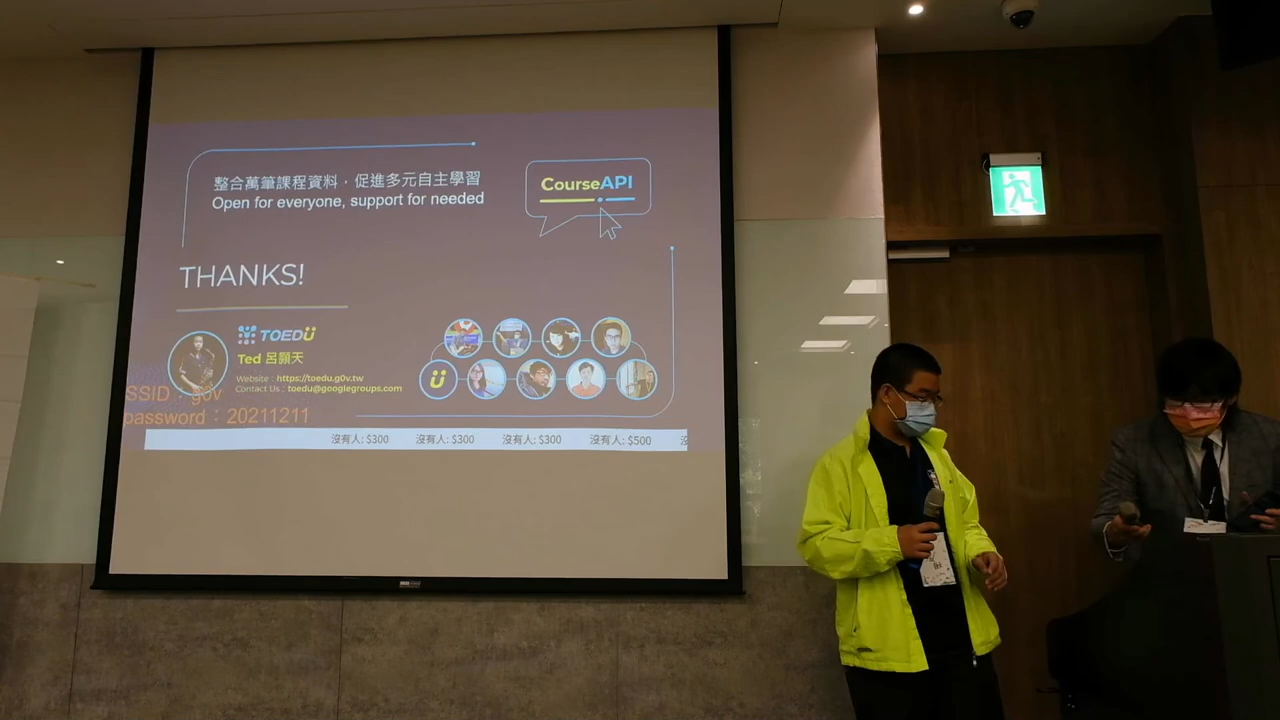 整合萬筆課程資料，促進多元自主學習
Open for everyone, support for needed
CourseAPI
THANKS!
TOEDU
Ted 呂願天
Website : https://toedu.g0v.tw
Contact Us : toedu@googlegroups.com
SSID : g0v
password : 20211211
沒有人: $300 沒有人: $300 沒有人: $300 沒有人: $500